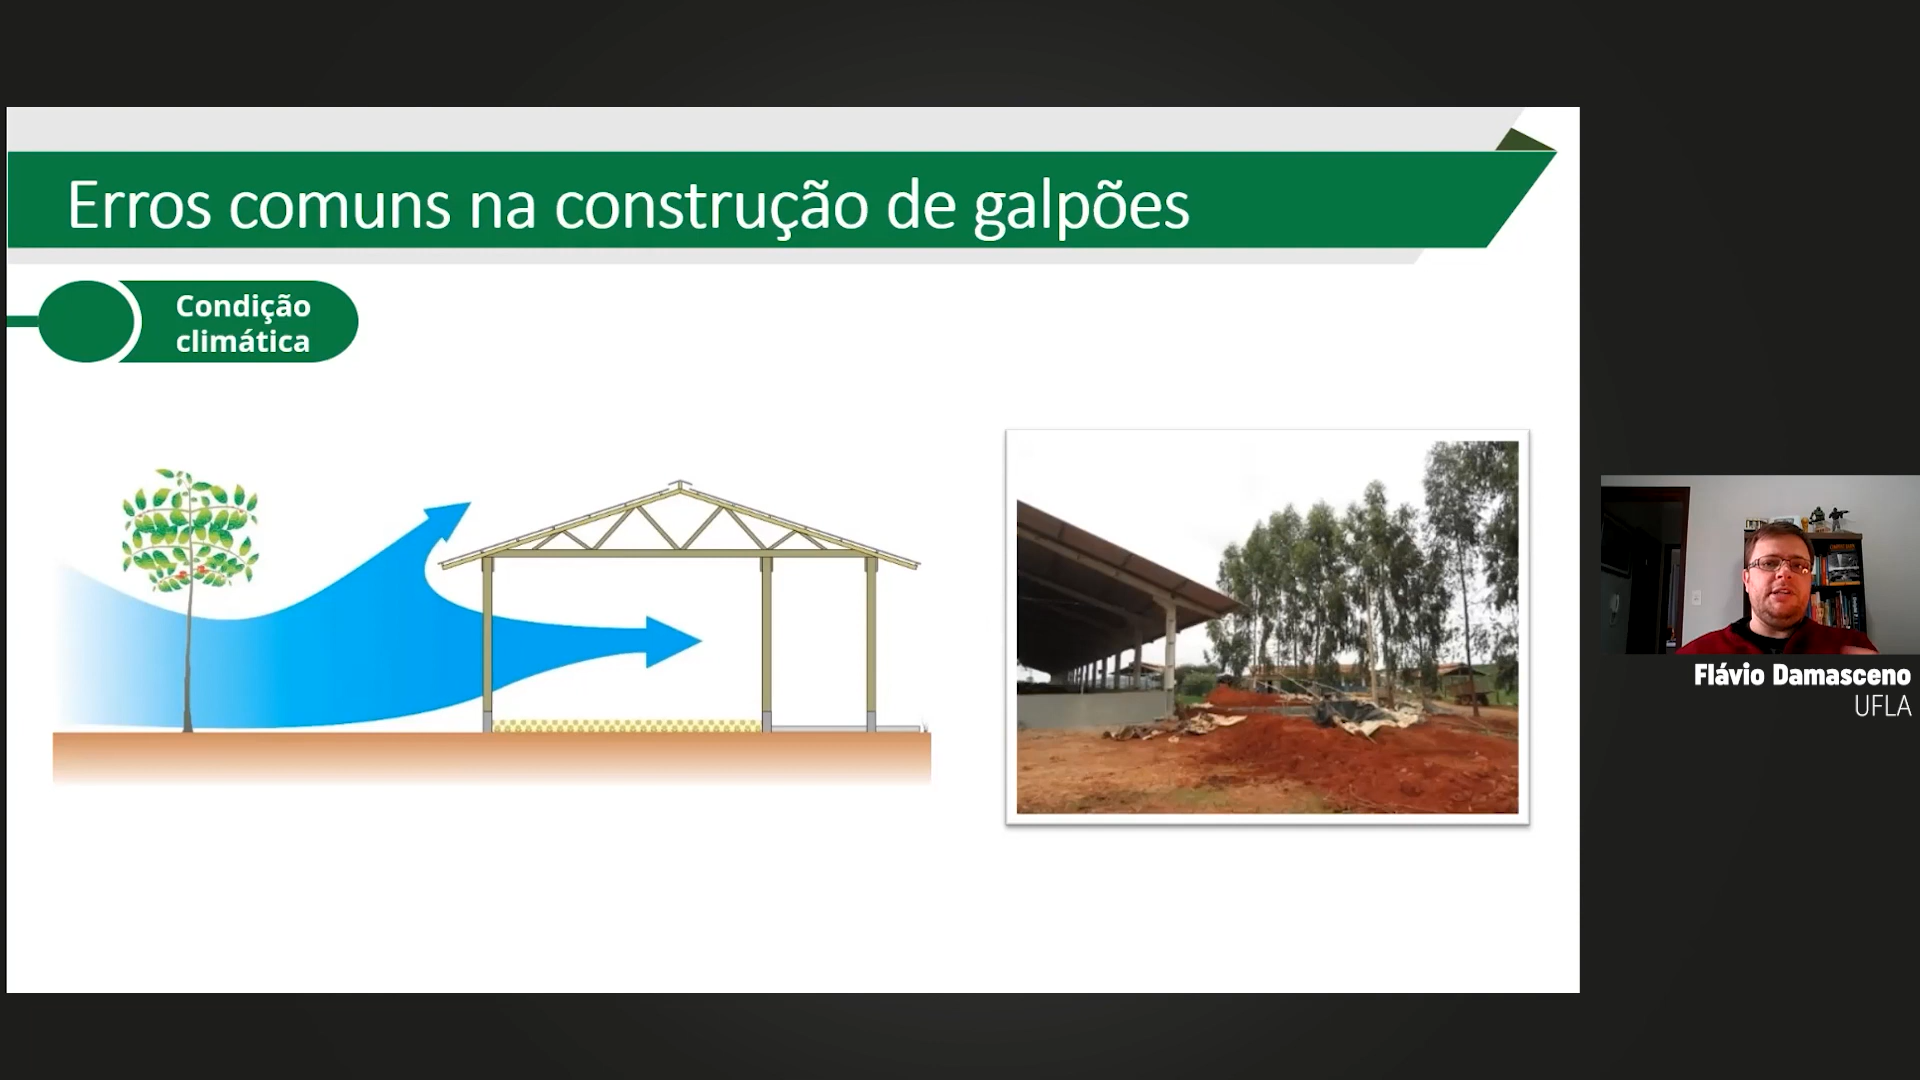 Erros comuns na construção de galpões
Condição
climática
Flávio Damasceno
UFLA